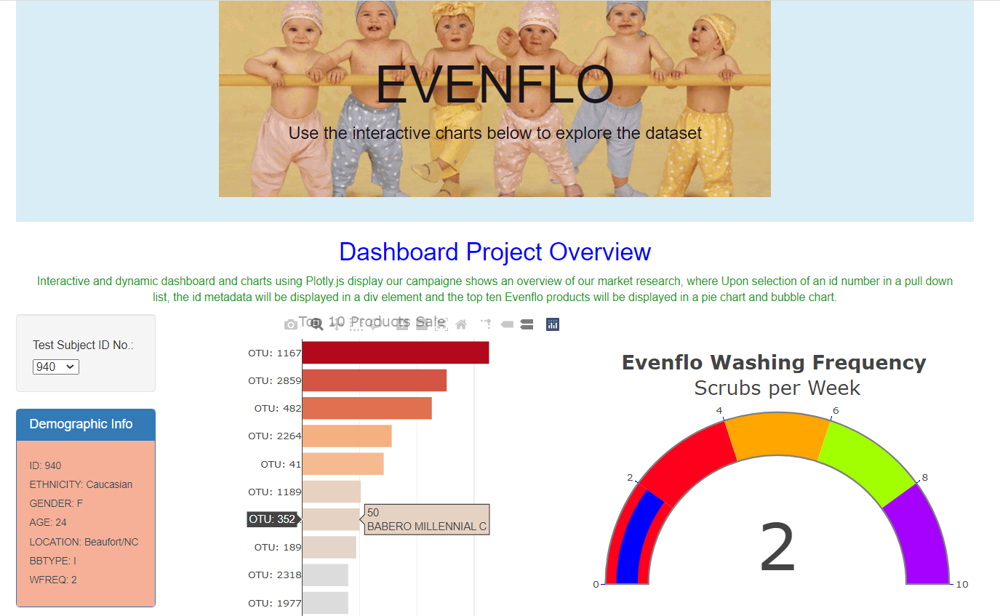 EVENFLO
Use the interactive charts below to explore the dataset
Dashboard Project Overview
Interactive and dynamic dashboard and charts using Plotly.js display our campaigne shows an overview of our market research, where Upon selection of an id number in a pull down
list, the id metadata will be displayed in a div element and the top ten Evenflo products will be displayed in a pie chart and bubble chart.
Test Subject ID No.:
940
Demographic Info
ID: 940
ETHNICITY: Caucasian
GENDER: F
AGE: 24
LOCATION: Beaufort/NC
BBTYPE: I
WFREQ: 2
Top 10 Products Sale
OTU: 1167
OTU: 2859
OTU: 482
OTU: 2264
OTU: 41
OTU: 1189
OTU: 352
50
BABERO MILLENNIAL C
OTU: 189
OTU: 2318
OTU: 1977
Evenflo Washing Frequency
Scrubs per Week
4
6
2
8
2
0
10